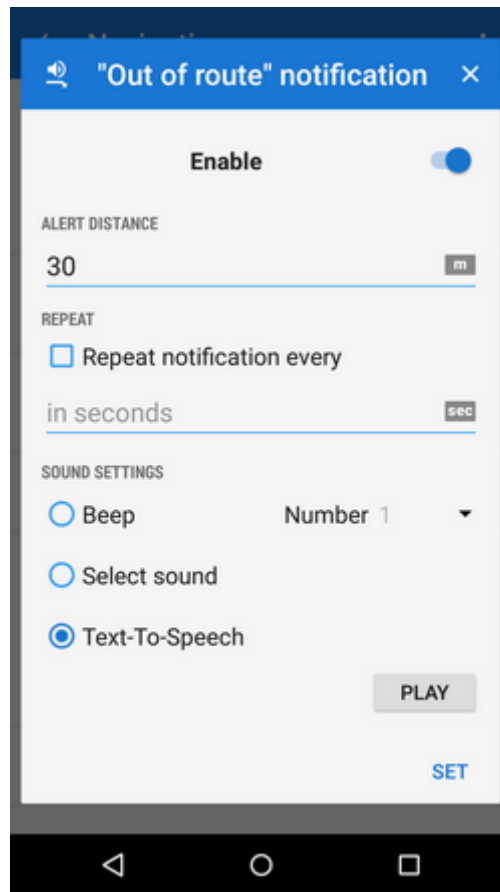 "Out of route" notification
Enable
ALERT DISTANCE
30 m
REPEAT
Repeat notification every
in seconds sec
SOUND SETTINGS
Beep Number 1
Select sound
Text-To-Speech
PLAY
SET